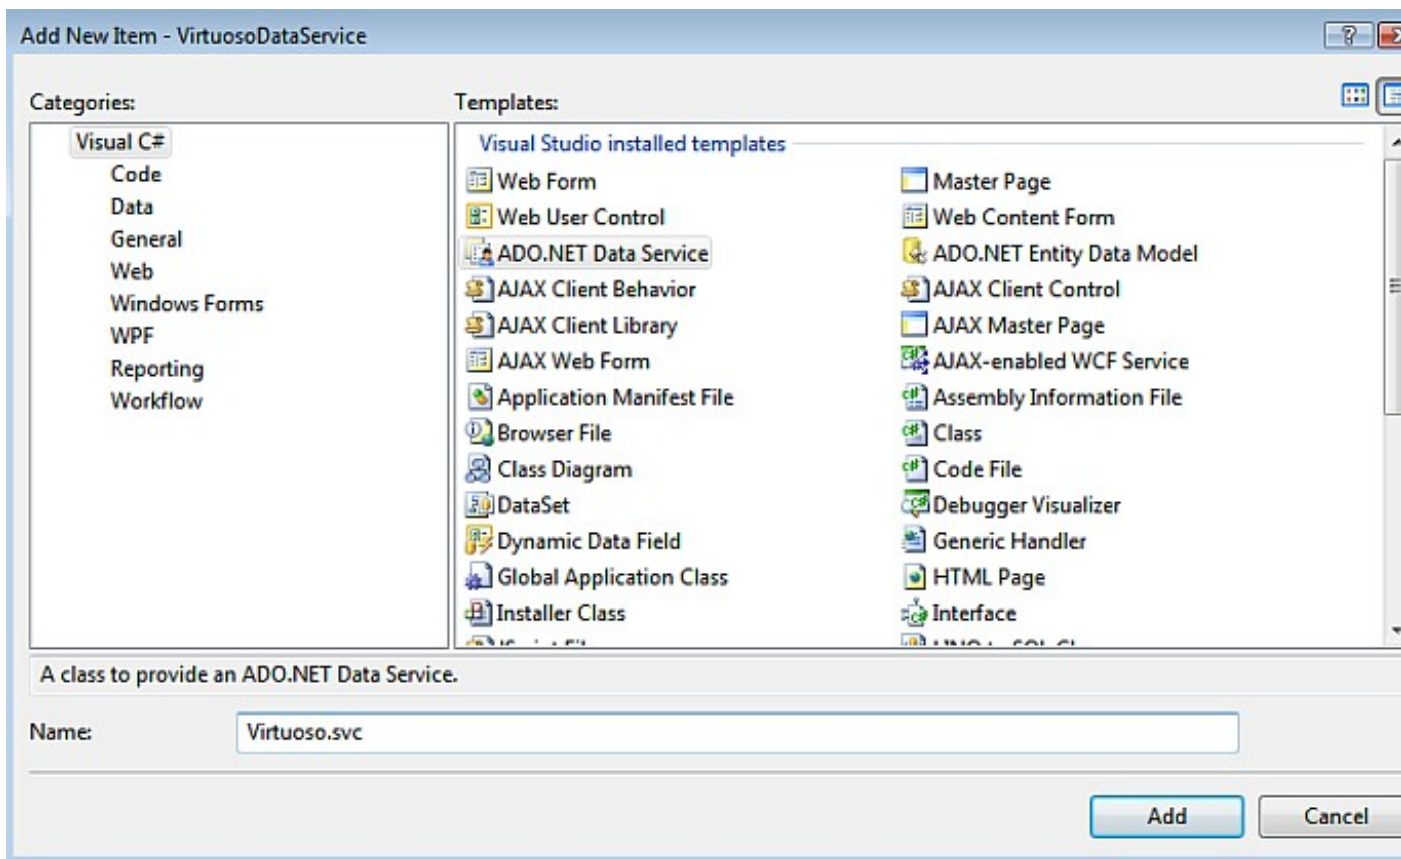 Add New Item - VirtuosoDataService
Categories:
Templates:
Visual C#
Code
Data
General
Web
Windows Forms
WPF
Reporting
Workflow
Visual Studio installed templates
Web Form
Master Page
Web User Control
Web Content Form
ADO.NET Data Service
ADO.NET Entity Data Model
AJAX Client Behavior
AJAX Client Control
AJAX Client Library
AJAX Master Page
AJAX Web Form
AJAX-enabled WCF Service
Application Manifest File
Assembly Information File
Browser File
Class
Class Diagram
Code File
DataSet
Debugger Visualizer
Dynamic Data Field
Generic Handler
Global Application Class
HTML Page
Installer Class
Interface
A class to provide an ADO.NET Data Service.
Name:
Virtuoso.svc
Add
Cancel